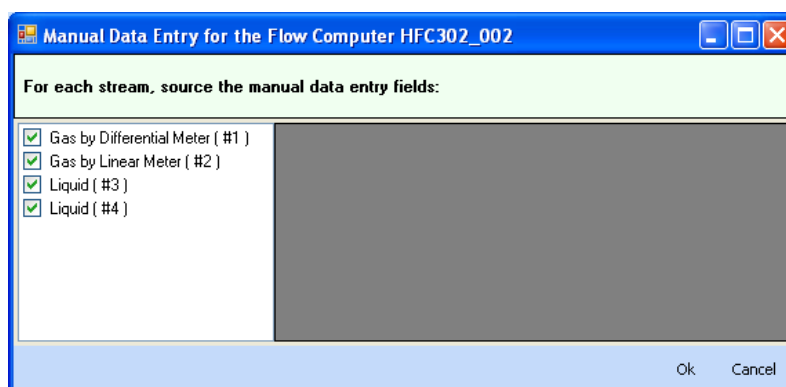 Manual Data Entry for the Flow Computer HFC302_002
For each stream, source the manual data entry fields:
Gas by Differential Meter ( #1 )
Gas by Linear Meter ( #2 )
Liquid ( #3 )
Liquid ( #4 )
Ok Cancel